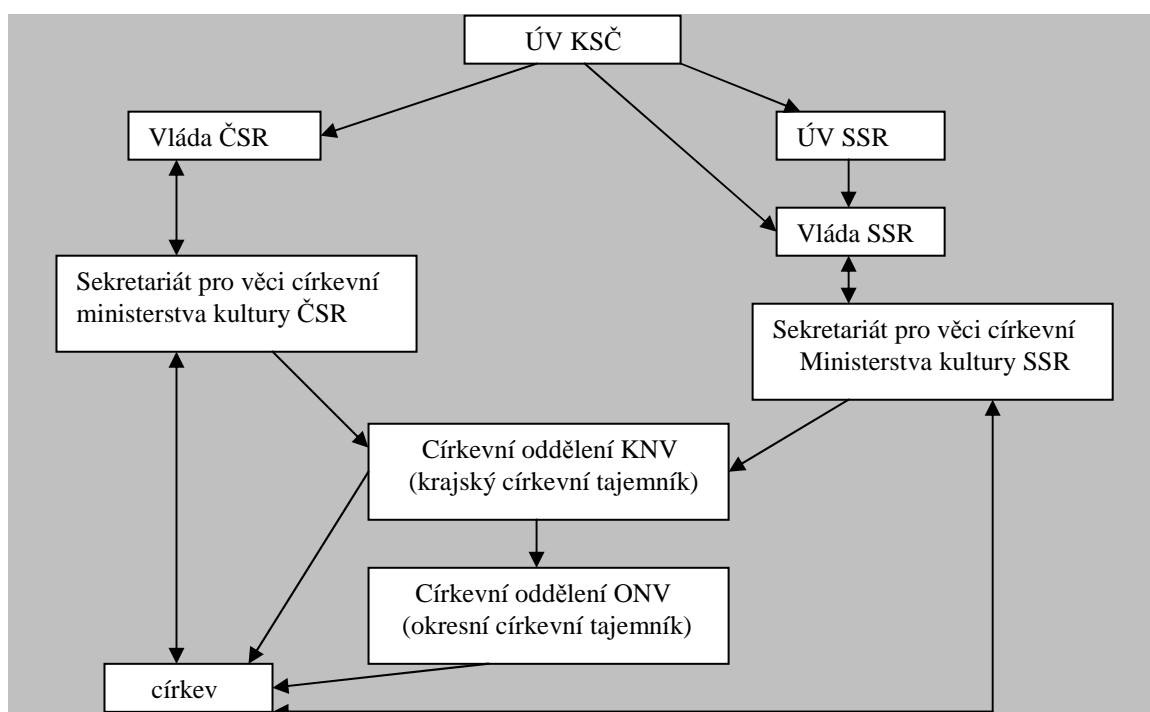 ÚV KSČ
Vláda ČSR
ÚV SSR
Vláda SSR
Sekretariát pro věci církevní
ministerstva kultury ČSR
Sekretariát pro věci církevní
Ministerstva kultury SSR
Církevní oddělení KNV
(krajský církevní tajemník)
Církevní oddělení ONV
(okresní církevní tajemník)
církev